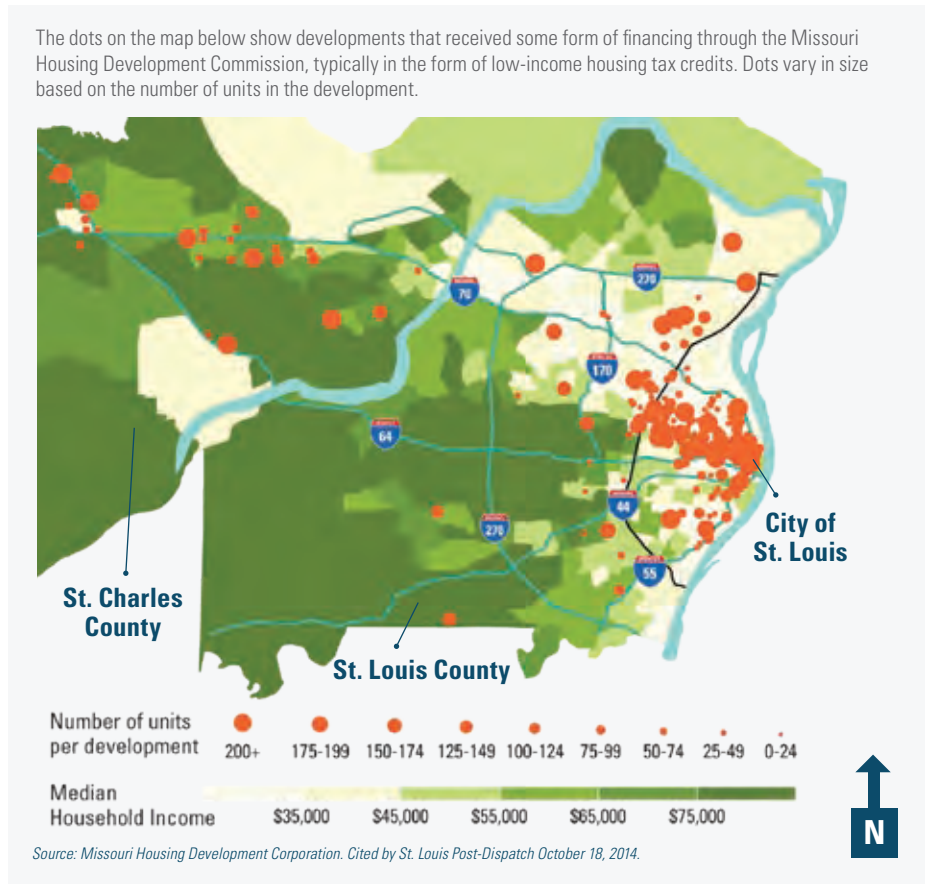 The dots on the map below show developments that received some form of financing through the Missouri
Housing Development Commission, typically in the form of low-income housing tax credits. Dots vary in size
based on the number of units in the development.
270
70
170
64
44
270
City of
St. Louis
55
St. Charles
County
St. Louis County
Number of units
per development
200+ 175-199 150-174 125-149 100-124 75-99 50-74 25-49 0-24
Median
Household Income
$35,000 $45,000 $55,000 $65,000 $75,000
N
Source: Missouri Housing Development Corporation. Cited by St. Louis Post-Dispatch October 18, 2014.